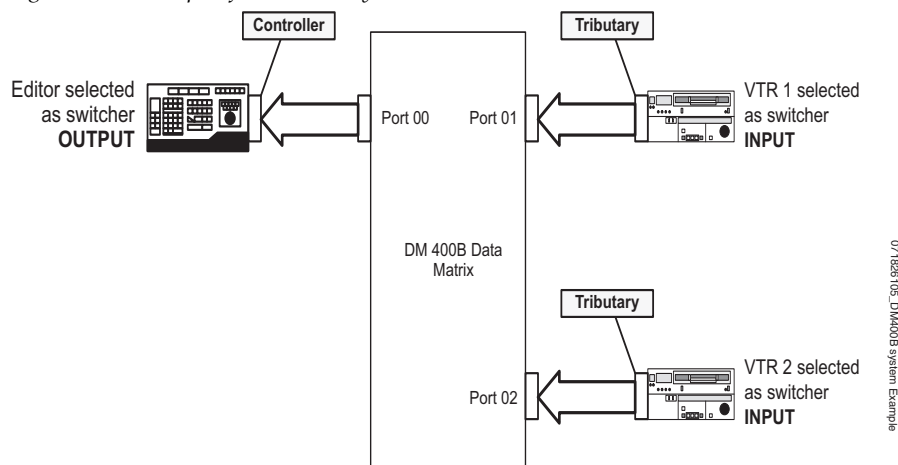 Controller
Tributary
Editor selected
as switcher
OUTPUT
Port 00
Port 01
VTR 1 selected
as switcher
INPUT
DM 400B Data
Matrix
Tributary
Port 02
VTR 2 selected
as switcher
INPUT
071826105_DM400B system Example